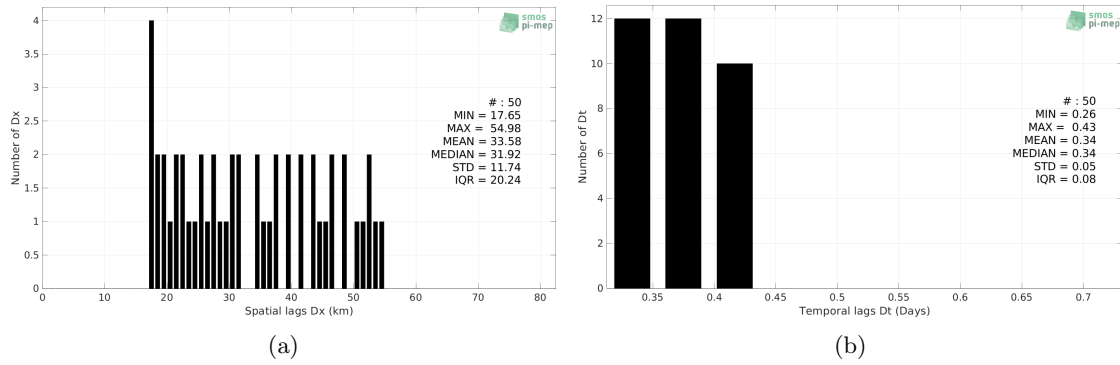 smos
pi-mep
4
3.5
3
2.5
2
1.5
1
0.5
0
Number of Dx
# : 50
MIN = 17.65
MAX = 54.98
MEAN = 33.58
MEDIAN = 31.92
STD = 11.74
IQR = 20.24
0 10 20 30 40 50 60 70 80
Spatial lags Dx (km)
(a)
smos
pi-mep
12
10
8
6
4
2
0
Number of Dt
# : 50
MIN = 0.26
MAX = 0.43
MEAN = 0.34
MEDIAN = 0.34
STD = 0.05
IQR = 0.08
0.35 0.4 0.45 0.5 0.55 0.6 0.65 0.7
Temporal lags Dt (Days)
(b)